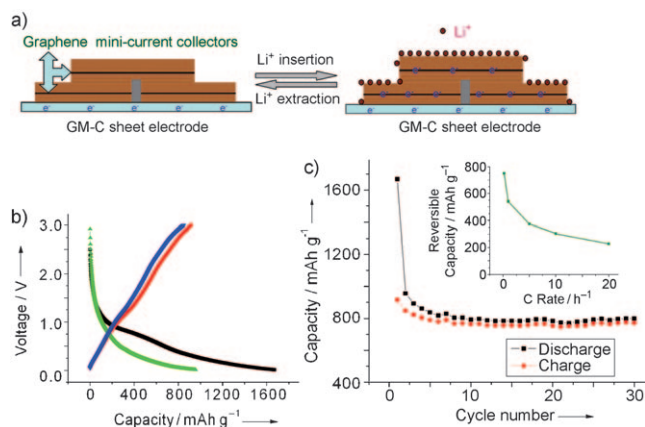 a)
Graphene mini-current collectors
Li⁺
Li⁺ insertion
Li⁺ extraction
e⁻ e⁻ e⁻ e⁻
e⁻ e⁻ e⁻ e⁻
GM-C sheet electrode
GM-C sheet electrode
b)
Voltage / V
3.0
2.0
1.0
0.0
0 400 800 1200 1600
Capacity / mAh g⁻¹
c)
Capacity / mAh g⁻¹
1600
1200
800
400
0 10 20 30
Cycle number
Discharge
Charge
Reversible
Capacity / mAh g⁻¹
800
600
400
200
0
0 5 10 15 20
C Rate / h⁻¹